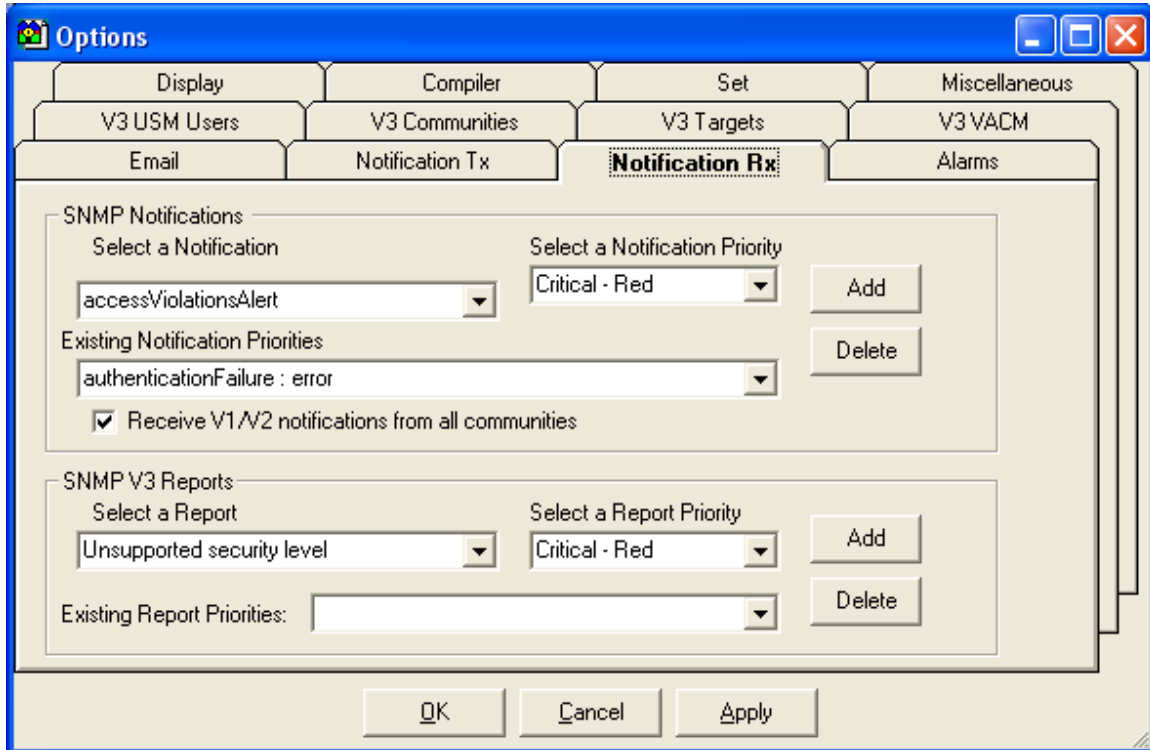 Options
Display Compiler Set Miscellaneous
V3 USM Users V3 Communities V3 Targets V3 VACM
Email Notification Tx Notification Rx Alarms
SNMP Notifications
Select a Notification Select a Notification Priority
accessViolationsAlert Critical - Red Add
Existing Notification Priorities Delete
authenticationFailure : error
Receive V1/V2 notifications from all communities
SNMP V3 Reports
Select a Report Select a Report Priority
Unsupported security level Critical - Red Add
Existing Report Priorities: Delete
OK Cancel Apply